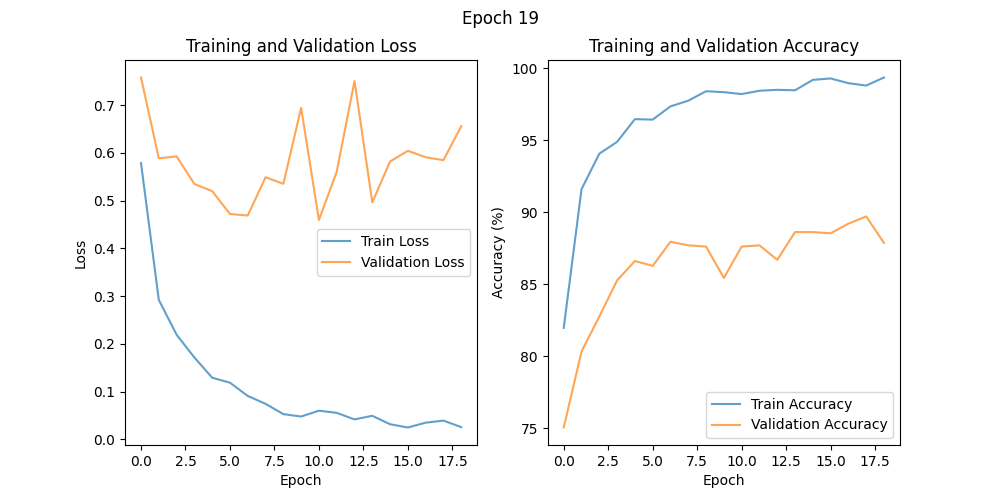 Epoch 19
Training and Validation Loss
0.7
0.6
0.5
0.4
0.3
0.2
0.1
0.0
Loss
Train Loss
Validation Loss
0.0 2.5 5.0 7.5 10.0 12.5 15.0 17.5
Epoch
Training and Validation Accuracy
100
95
90
85
80
75
Accuracy (%)
Train Accuracy
Validation Accuracy
0.0 2.5 5.0 7.5 10.0 12.5 15.0 17.5
Epoch